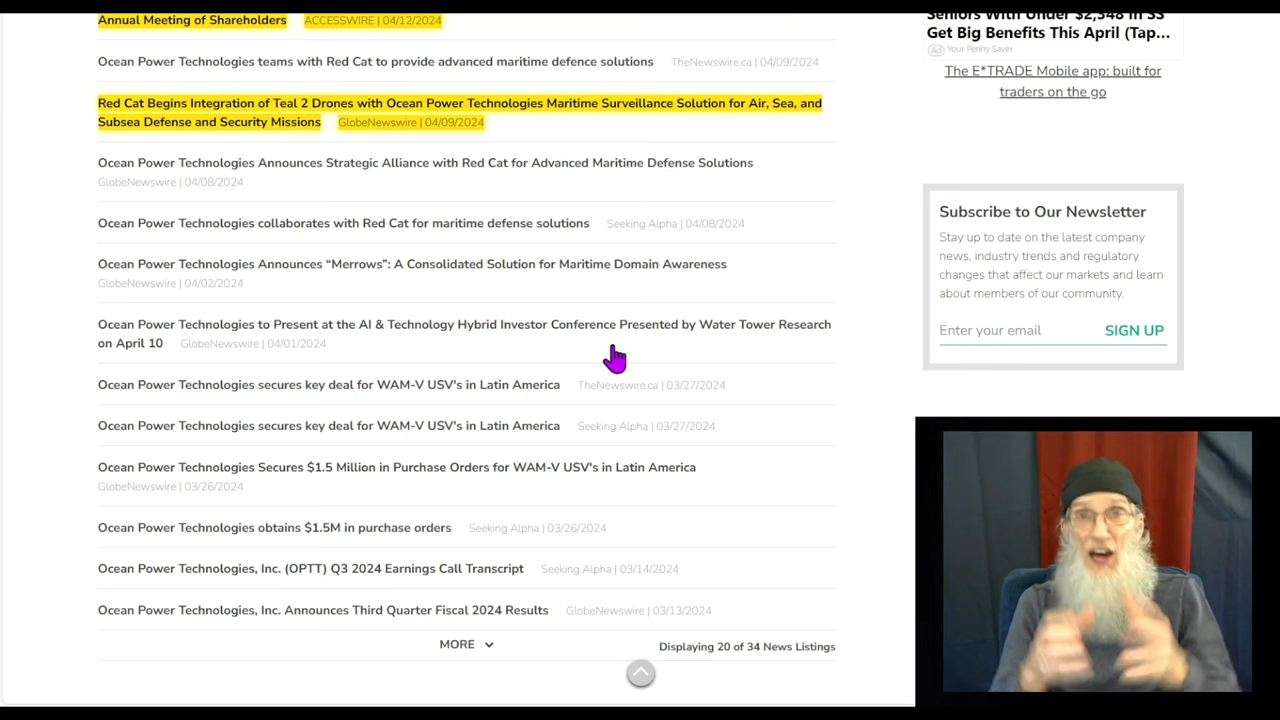 Annual Meeting of Shareholders ACCESSWIRE | 04/12/2024
Ocean Power Technologies teams with Red Cat to provide advanced maritime defence solutions TheNewswire.ca | 04/09/2024
Red Cat Begins Integration of Teal 2 Drones with Ocean Power Technologies Maritime Surveillance Solution for Air, Sea, and
Subsea Defense and Security Missions GlobeNewswire | 04/09/2024
Ocean Power Technologies Announces Strategic Alliance with Red Cat for Advanced Maritime Defense Solutions
GlobeNewswire | 04/08/2024
Ocean Power Technologies collaborates with Red Cat for maritime defense solutions Seeking Alpha | 04/08/2024
Ocean Power Technologies Announces “Merrows”: A Consolidated Solution for Maritime Domain Awareness
GlobeNewswire | 04/02/2024
Ocean Power Technologies to Present at the AI & Technology Hybrid Investor Conference Presented by Water Tower Research
on April 10 GlobeNewswire | 04/01/2024
Ocean Power Technologies secures key deal for WAM-V USV's in Latin America TheNewswire.ca | 03/27/2024
Ocean Power Technologies secures key deal for WAM-V USV's in Latin America Seeking Alpha | 03/27/2024
Ocean Power Technologies Secures $1.5 Million in Purchase Orders for WAM-V USV's in Latin America
GlobeNewswire | 03/26/2024
Ocean Power Technologies obtains $1.5M in purchase orders Seeking Alpha | 03/26/2024
Ocean Power Technologies, Inc. (OPTT) Q3 2024 Earnings Call Transcript Seeking Alpha | 03/14/2024
Ocean Power Technologies, Inc. Announces Third Quarter Fiscal 2024 Results GlobeNewswire | 03/13/2024
MORE Displaying 20 of 34 News Listings
Seniors With Under $2,348 in SS
Get Big Benefits This April (Tap...
Ad Your Penny Saver
The E*TRADE Mobile app: built for
traders on the go
Subscribe to Our Newsletter
Stay up to date on the latest company
news, industry trends and regulatory
changes that affect our markets and learn
about members of our community.
Enter your email SIGN UP